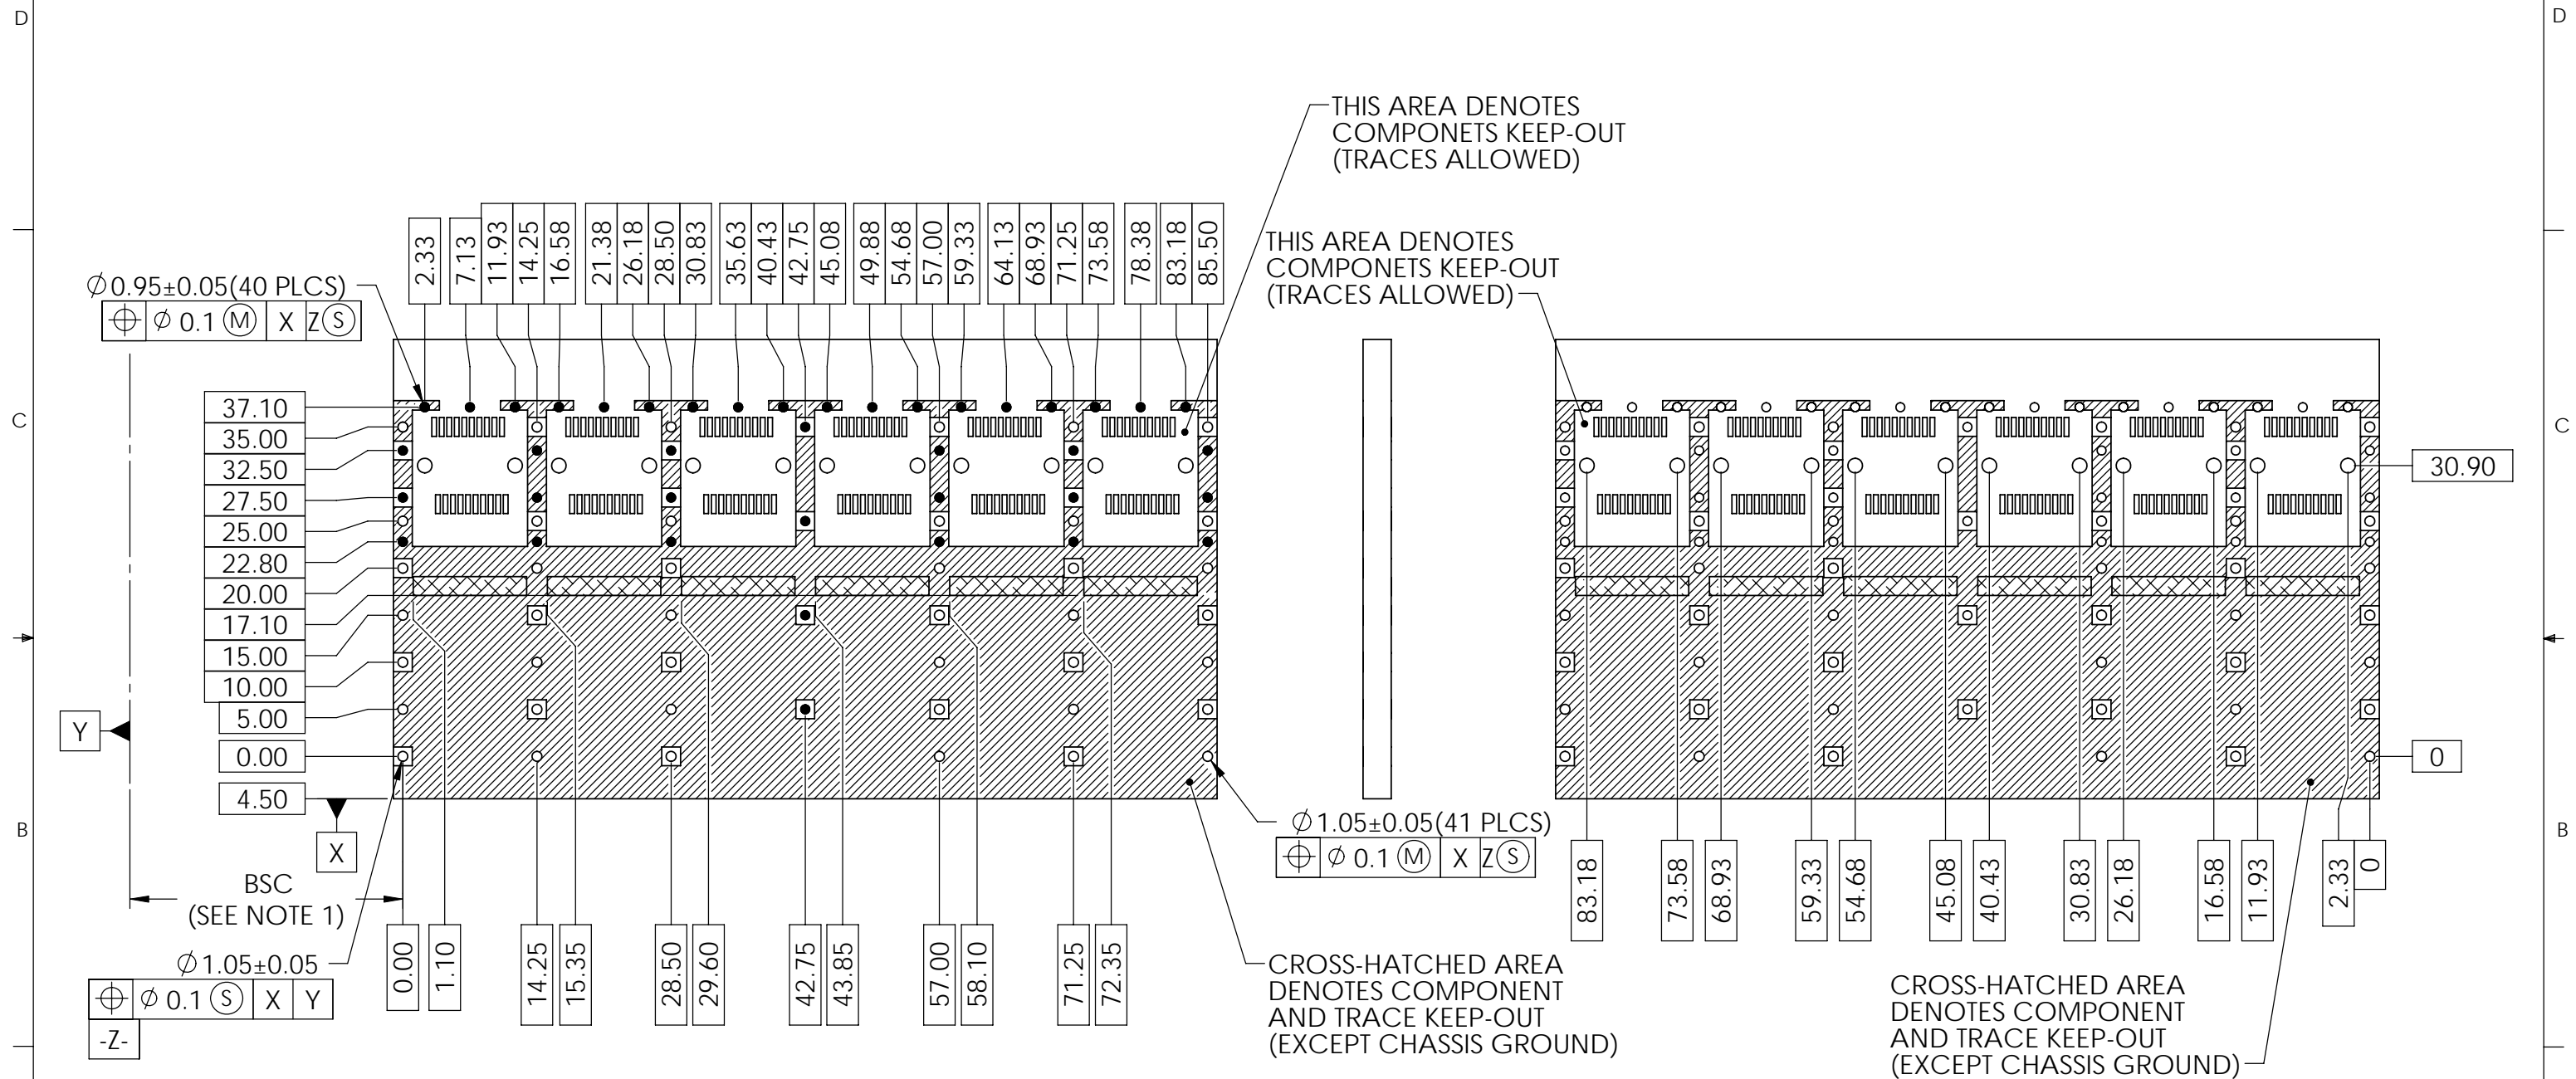 D
D
THIS AREA DENOTES
COMPONETS KEEP-OUT
(TRACES ALLOWED)
THIS AREA DENOTES
COMPONETS KEEP-OUT
(TRACES ALLOWED)
2.33
7.13
11.93
14.25
16.58
21.38
26.18
28.50
30.83
35.63
40.43
42.75
45.08
49.88
54.68
57.00
59.33
64.13
68.93
71.25
73.58
78.38
83.18
85.50
⌀0.95±0.05(40 PLCS)
⌖ ⌀ 0.1 Ⓜ X ZⓈ
C
C
37.10
35.00
32.50
27.50
25.00
22.80
20.00
17.10
15.00
10.00
5.00
0.00
4.50
30.90
0
Y
X
B
B
BSC
(SEE NOTE 1)
⌀1.05±0.05
⌖ ⌀ 0.1 Ⓢ X Y
-Z-
0.00
1.10
14.25
15.35
28.50
29.60
42.75
43.85
57.00
58.10
71.25
72.35
⌀1.05±0.05(41 PLCS)
⌖ ⌀ 0.1 Ⓜ X ZⓈ
CROSS-HATCHED AREA
DENOTES COMPONENT
AND TRACE KEEP-OUT
(EXCEPT CHASSIS GROUND)
83.18
73.58
68.93
59.33
54.68
45.08
40.43
30.83
26.18
16.58
11.93
2.33
0
CROSS-HATCHED AREA
DENOTES COMPONENT
AND TRACE KEEP-OUT
(EXCEPT CHASSIS GROUND)